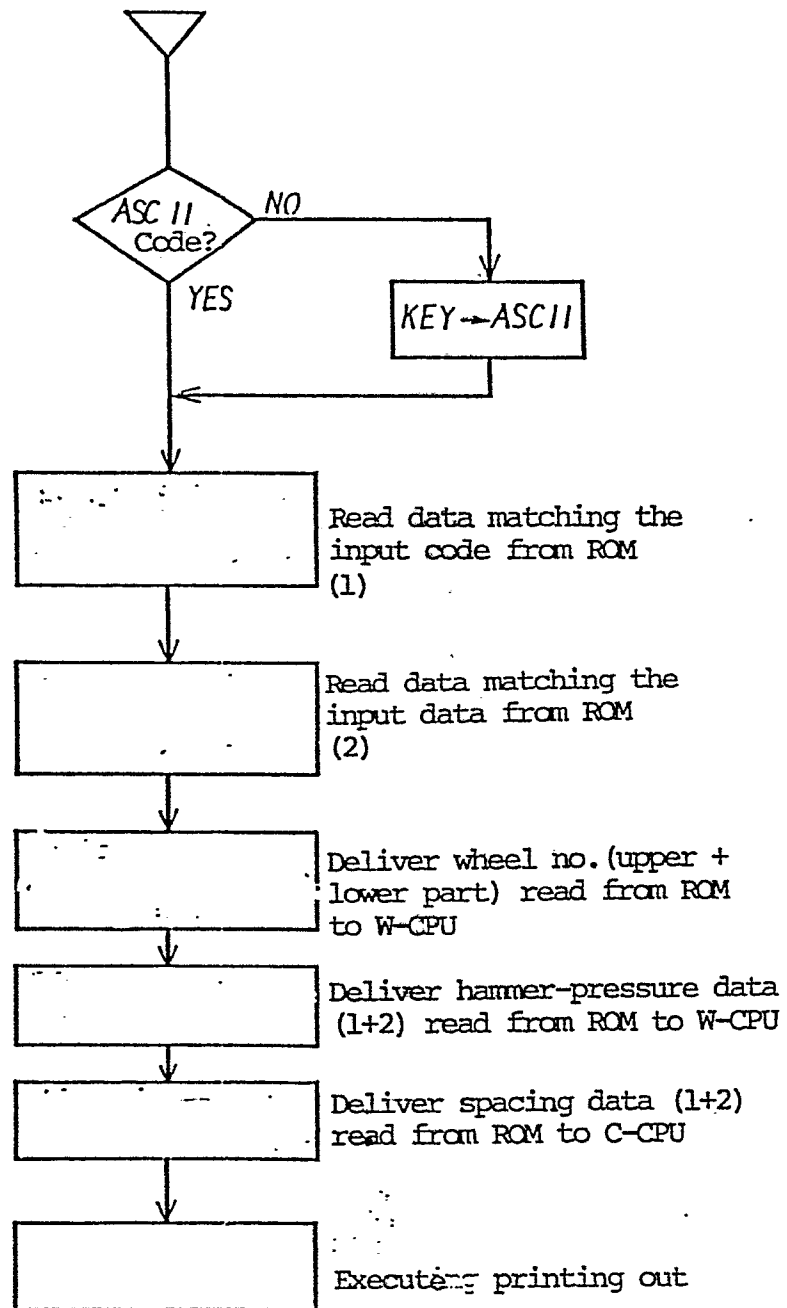 ASC II
Code?
NO
YES
KEY→ASCII
Read data matching the
input code from ROM
(1)
Read data matching the
input data from ROM
(2)
Deliver wheel no.(upper +
lower part) read from ROM
to W-CPU
Deliver hammer-pressure data
(1+2) read from ROM to W-CPU
Deliver spacing data (1+2)
read from ROM to C-CPU
printing out